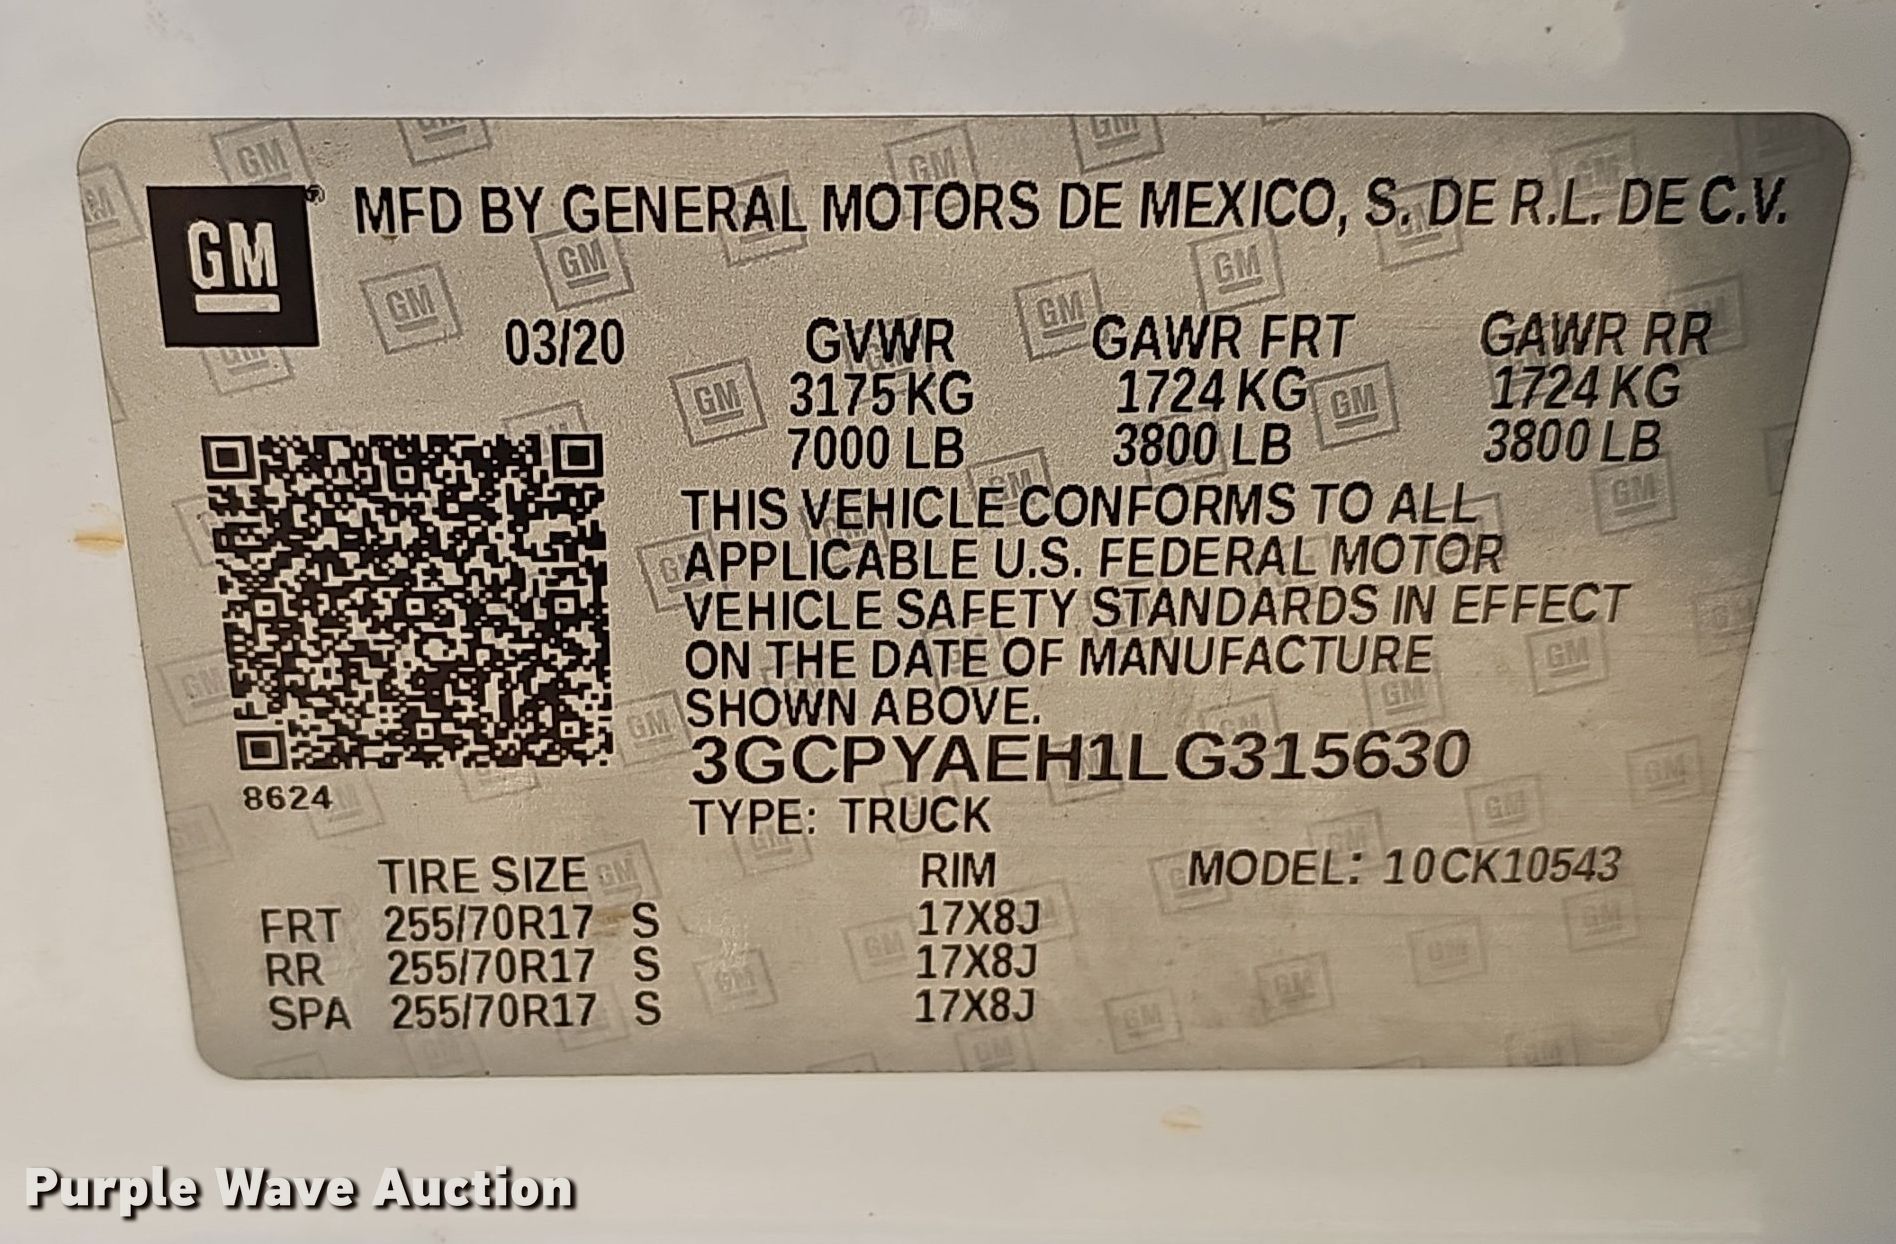 GM® MFD BY GENERAL MOTORS DE MEXICO, S. DE R.L. DE C.V.
03/20 GVWR GAWR FRT GAWR RR
3175 KG 1724 KG 1724 KG
7000 LB 3800 LB 3800 LB
THIS VEHICLE CONFORMS TO ALL
APPLICABLE U.S. FEDERAL MOTOR
VEHICLE SAFETY STANDARDS IN EFFECT
ON THE DATE OF MANUFACTURE
SHOWN ABOVE.
3GCPYAEH1LG315630
8624
TYPE: TRUCK
TIRE SIZE RIM MODEL: 10CK10543
FRT 255/70R17 S 17X8J
RR 255/70R17 S 17X8J
SPA 255/70R17 S 17X8J
Purple Wave Auction